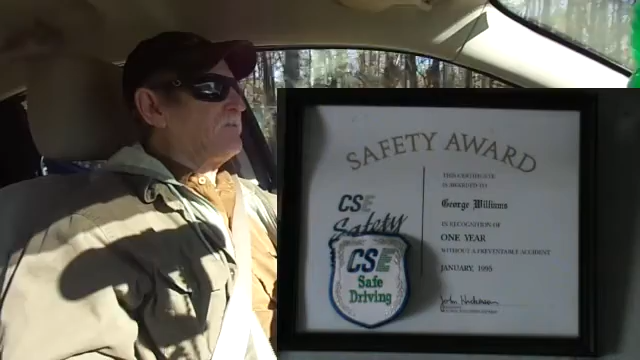 SAFETY AWARD
THIS CERTIFICATE
IS AWARDED TO
George Williams
IN RECOGNITION OF
ONE YEAR
WITHOUT A PREVENTABLE ACCIDENT
JANUARY, 1995
CSE
Safety
CSE
Safe
Driving